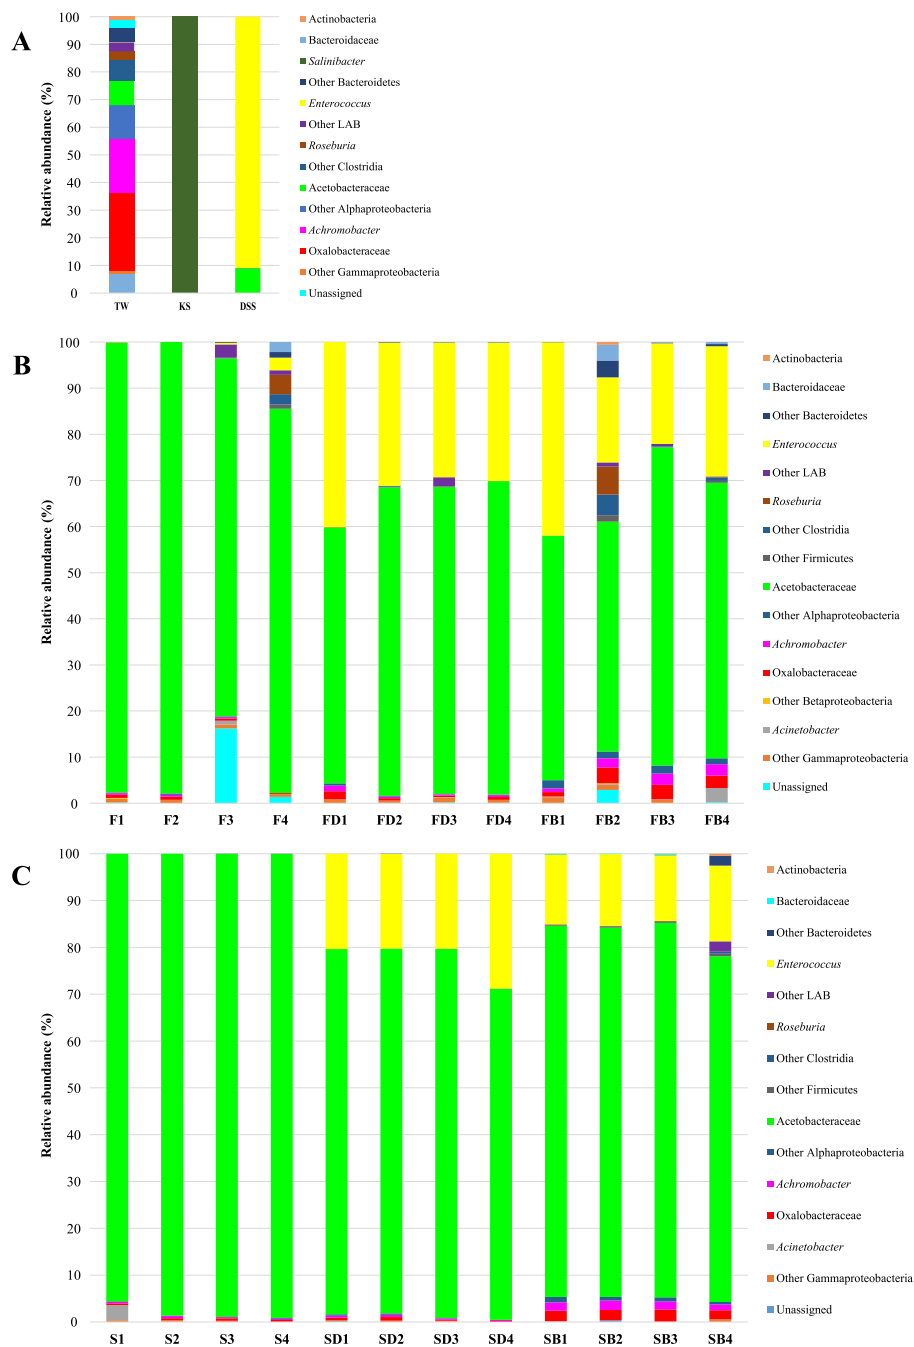 A
Relative abundance (%)
100
90
80
70
60
50
40
30
20
10
0
TW KS DSS
Actinobacteria
Bacteroidaceae
Salinibacter
Other Bacteroidetes
Enterococcus
Other LAB
Roseburia
Other Clostridia
Acetobacteraceae
Other Alphaproteobacteria
Achromobacter
Oxalobacteraceae
Other Gammaproteobacteria
Unassigned
B
Relative abundance (%)
100
90
80
70
60
50
40
30
20
10
0
F1 F2 F3 F4 FD1 FD2 FD3 FD4 FB1 FB2 FB3 FB4
Actinobacteria
Bacteroidaceae
Other Bacteroidetes
Enterococcus
Other LAB
Roseburia
Other Clostridia
Other Firmicutes
Acetobacteraceae
Other Alphaproteobacteria
Achromobacter
Oxalobacteraceae
Other Betaproteobacteria
Acinetobacter
Other Gammaproteobacteria
Unassigned
C
Relative abundance (%)
100
90
80
70
60
50
40
30
20
10
0
S1 S2 S3 S4 SD1 SD2 SD3 SD4 SB1 SB2 SB3 SB4
Actinobacteria
Bacteroidaceae
Other Bacteroidetes
Enterococcus
Other LAB
Roseburia
Other Clostridia
Other Firmicutes
Acetobacteraceae
Other Alphaproteobacteria
Achromobacter
Oxalobacteraceae
Acinetobacter
Other Gammaproteobacteria
Unassigned